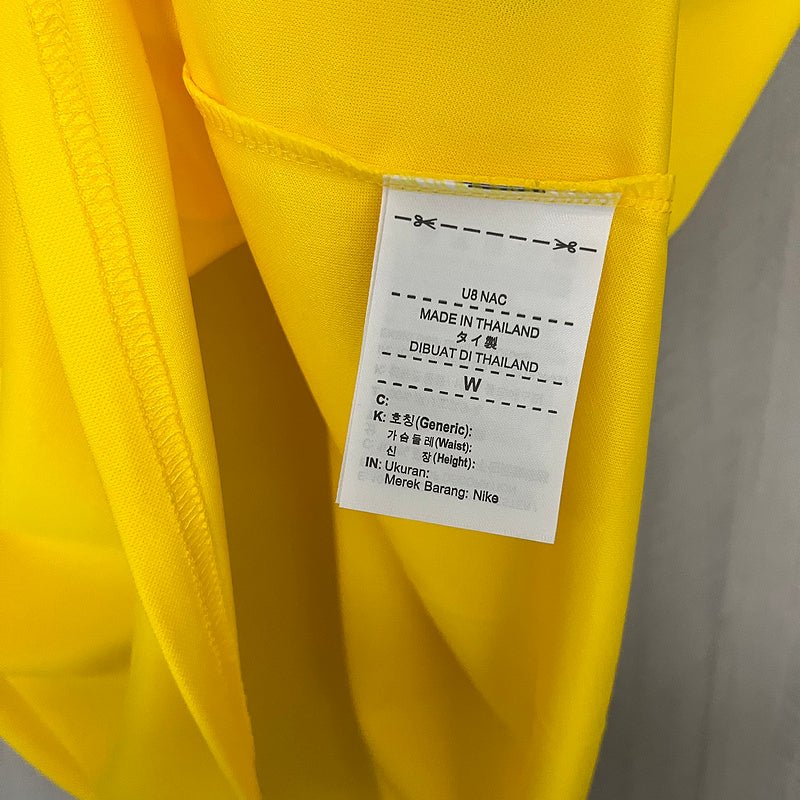 U8 NAC
MADE IN THAILAND
タイ製
DIBUAT DI THAILAND
W
C:
K: 호칭(Generic):
가슴둘레(Waist):
신 장(Height):
IN: Ukuran:
Merek Barang: Nike